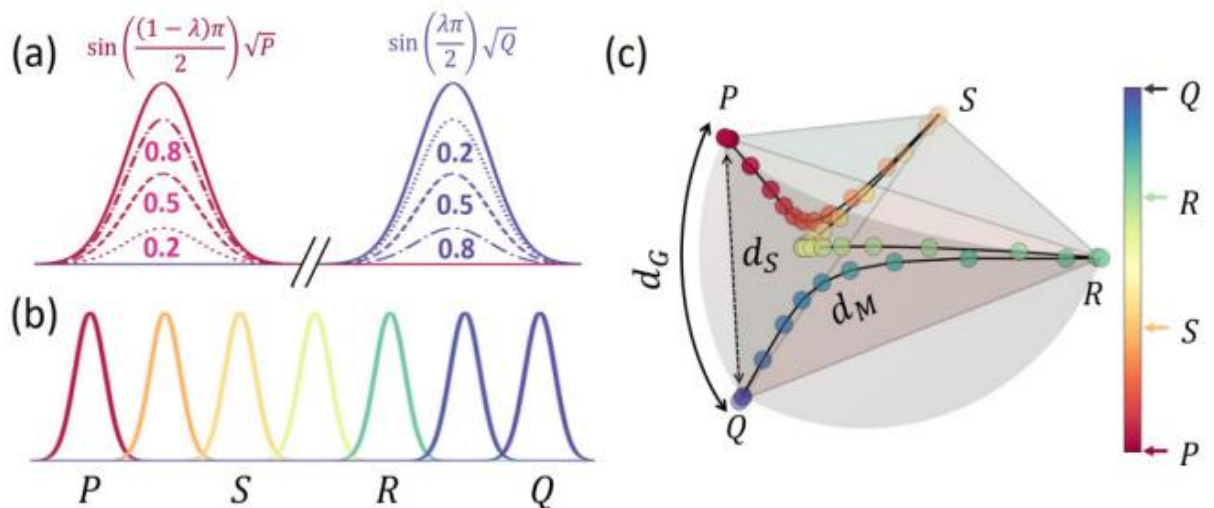 (a)
sin((1 − λ)π/2)√P
sin(λπ/2)√Q
0.8
0.5
0.2
0.2
0.5
0.8
(b)
P S R Q
(c)
P
S
d_G
d_S
d_M
R
Q
Q
R
S
P